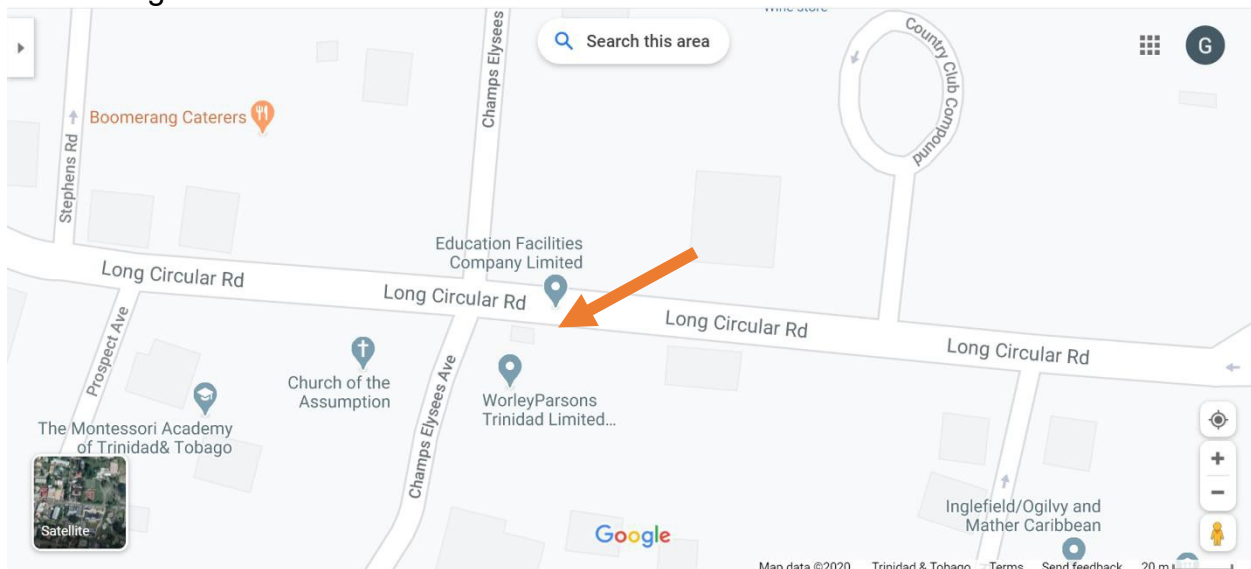 Wine store
Champs Elysees
Search this area
Country Club Compound
G
Boomerang Caterers
Stephens Rd
Education Facilities
Company Limited
Long Circular Rd
Long Circular Rd
Long Circular Rd
Long Circular Rd
Prospect Ave
Church of the
Assumption
Champs Elysees Ave
WorleyParsons
Trinidad Limited...
The Montessori Academy
of Trinidad& Tobago
Satellite
Inglefield/Ogilvy and
Mather Caribbean
Google
Map data ©2020 Trinidad & Tobago Terms Send feedback 20 m